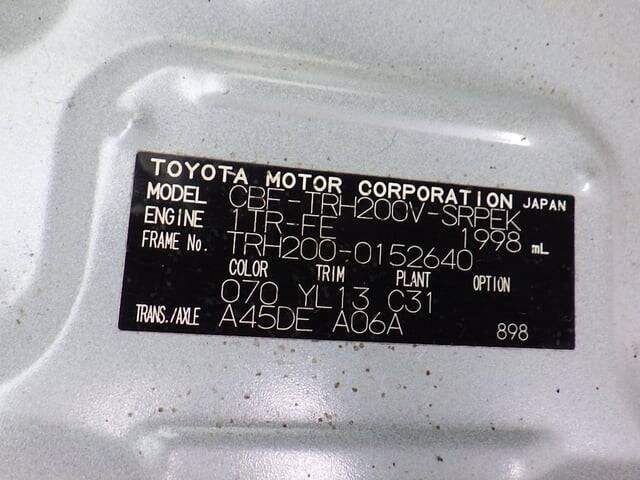 TOYOTA MOTOR CORPORATION JAPAN
MODEL CBF-TRH200V-SRPEK
ENGINE 1TR-FE 1998 mL
FRAME No. TRH200-0152640
COLOR TRIM PLANT OPTION
070 YL13 C31
TRANS./AXLE A45DE A06A 898